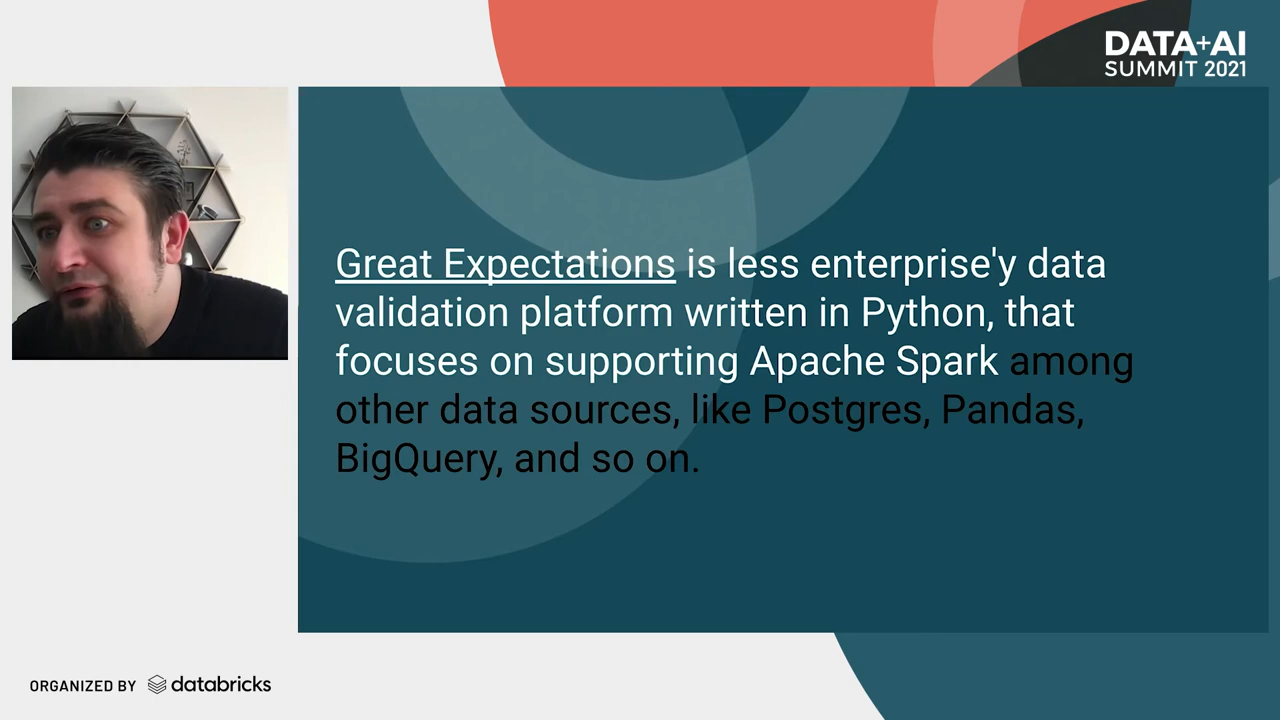 DATA+AI
SUMMIT 2021
Great Expectations is less enterprise'y data
validation platform written in Python, that
focuses on supporting Apache Spark among
other data sources, like Postgres, Pandas,
BigQuery, and so on.
ORGANIZED BY databricks